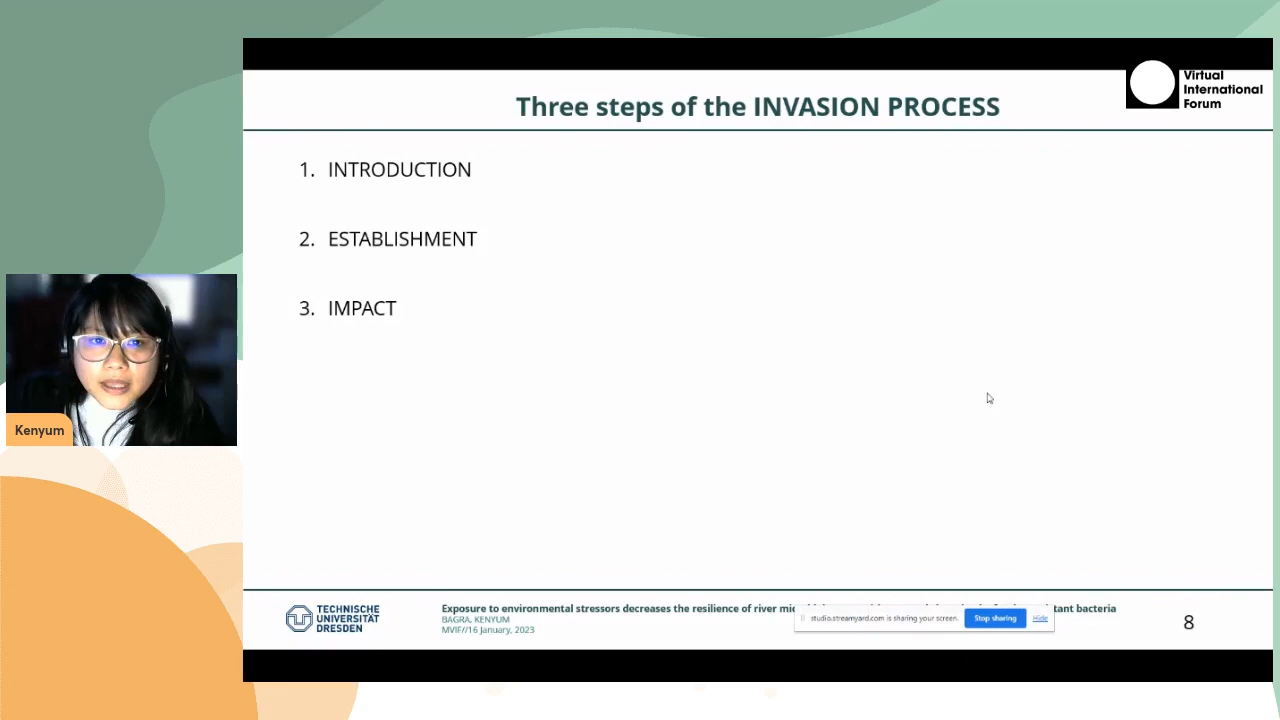 Virtual
International
Forum
Three steps of the INVASION PROCESS
1. INTRODUCTION
2. ESTABLISHMENT
3. IMPACT
Kenyum
TECHNISCHE
UNIVERSITÄT
DRESDEN
Exposure to environmental stressors decreases the resilience of river bacteria
BAGRA, KENYUM
MVIF//16 January, 2023
studio.streamyard.com is sharing your screen.
Stop sharing
Hide
8